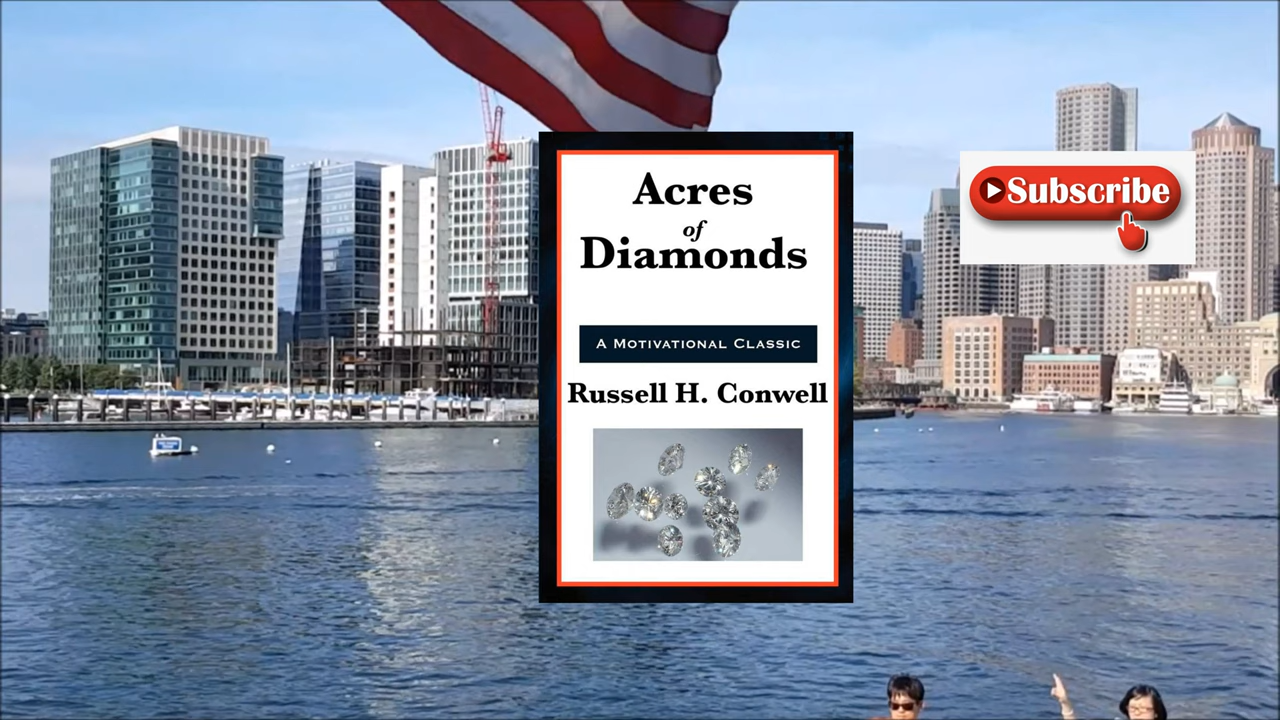 Acres
of
Diamonds
A Motivational Classic
Russell H. Conwell
Subscribe